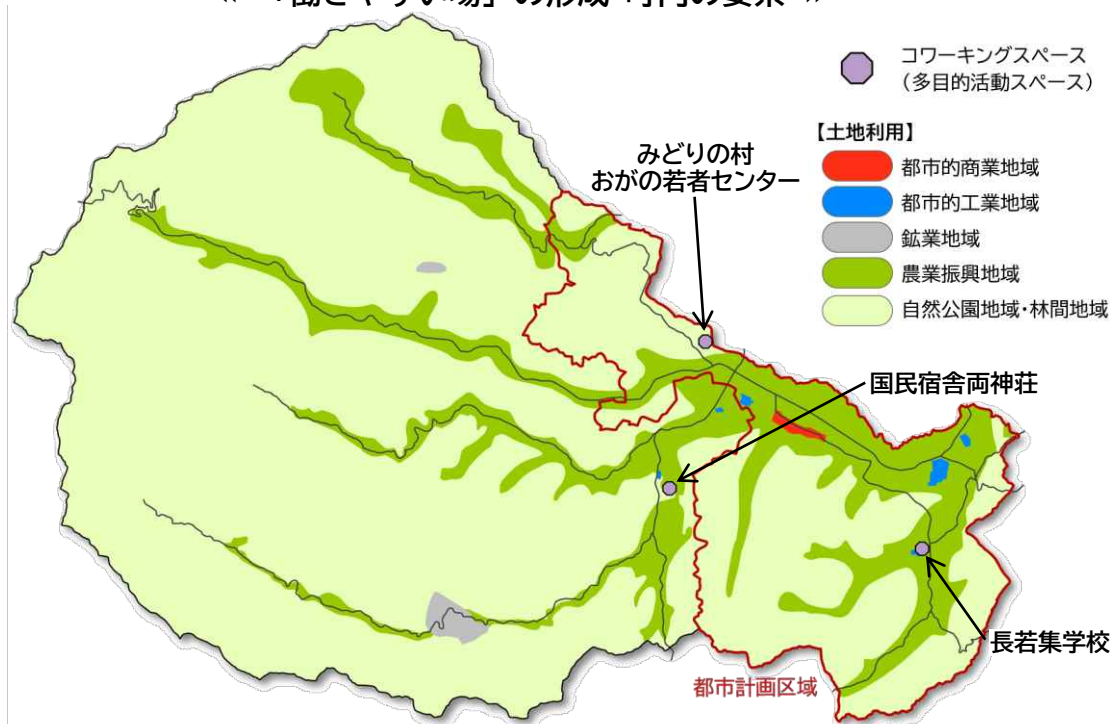 の形成
コワーキングスペース
(多目的活動スペース)
【土地利用】
都市的商業地域
都市的工業地域
鉱業地域
農業振興地域
自然公園地域・林間地域
みどりの村
おがの若者センター
国民宿舎両神荘
長若集学校
都市計画区域